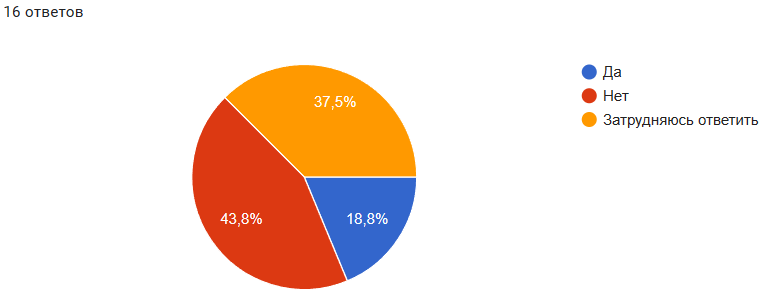 16 ответов
Да
Нет
Затрудняюсь ответить
37,5%
43,8%
18,8%